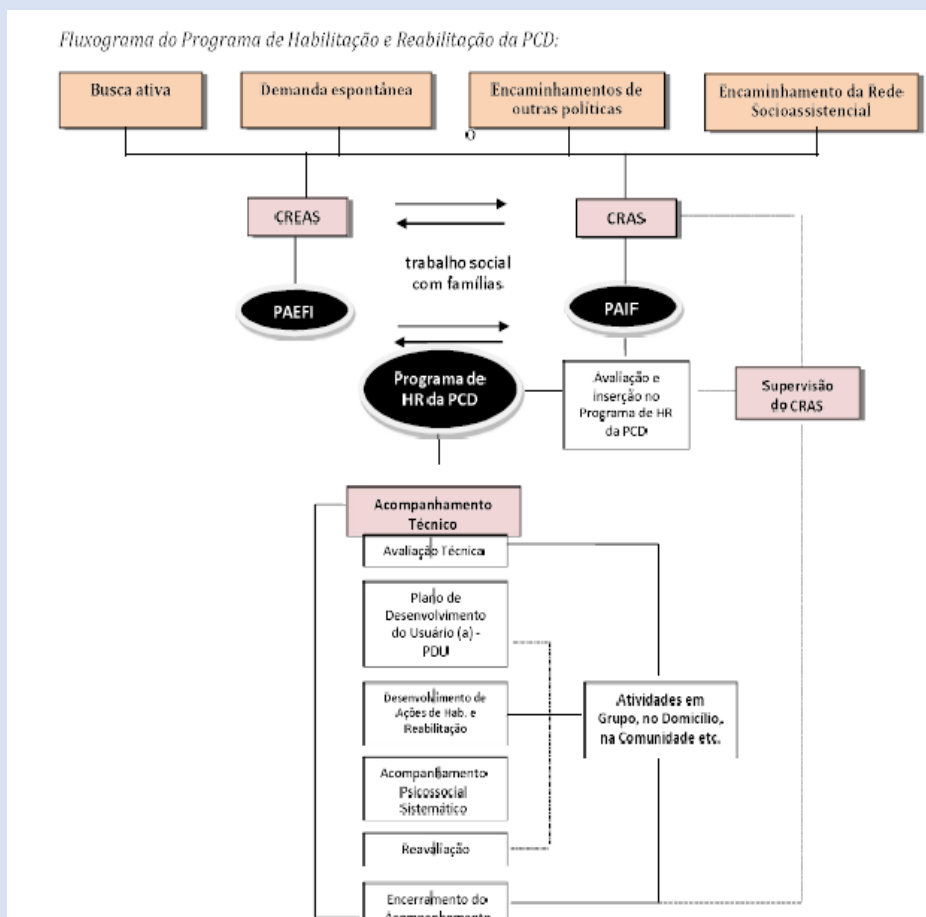 Fluxograma do Programa de Habilitação e Reabilitação da PCD:
Busca ativa
Demanda espontânea
Encaminhamentos de
outras políticas
Encaminhamento da Rede
Socioassistencial
O
CREAS
CRAS
trabalho social
com famílias
PAEFI
PAIF
Programa de
HR da PCD
Avaliação e
inserção no
Programa de HR
da PCD
Supervisão
do CRAS
Acompanhamento
Técnico
Avaliação Técnica
Plano de
Desenvolvimento
do Usuário (a) -
PDU
Desenvolvimento de
Ações de Hab. e
Reabilitação
Atividades em
Grupo, no Domicílio,
na Comunidade etc.
Acompanhamento
Psicossocial
Sistemático
Reavaliação
Encerramento do
Acompanhamento